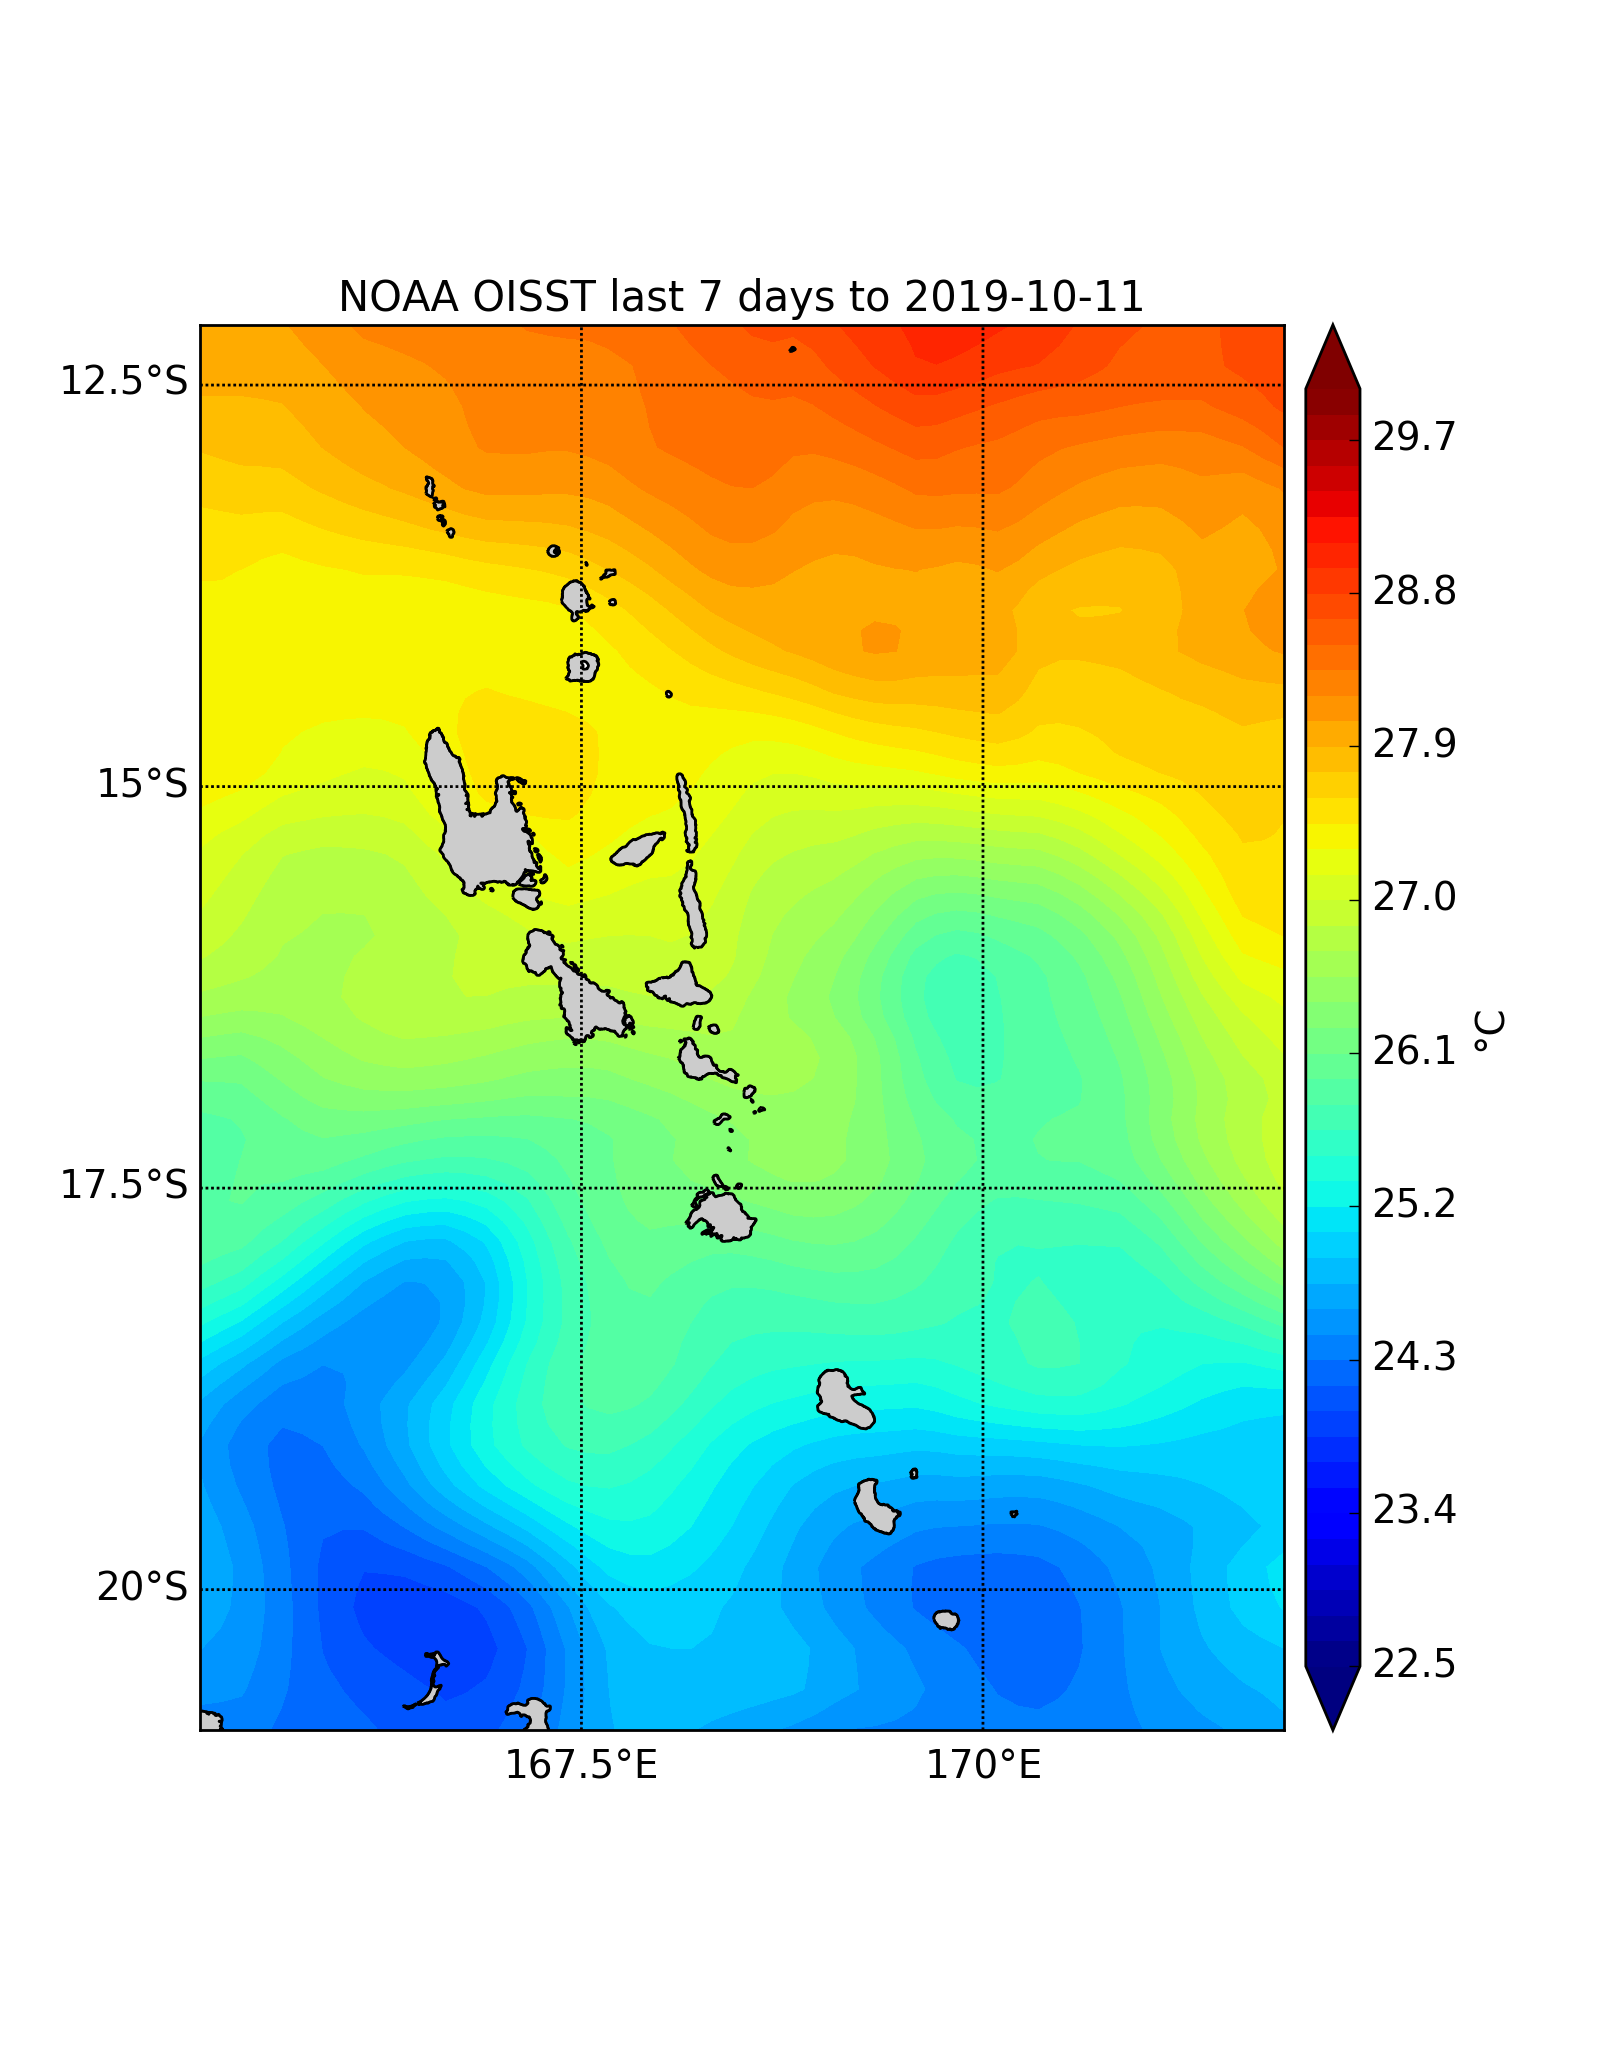 NOAA OISST last 7 days to 2019-10-11
12.5°S
15°S
17.5°S
20°S
167.5°E
170°E
29.7
28.8
27.9
27.0
26.1
25.2
24.3
23.4
22.5
°C